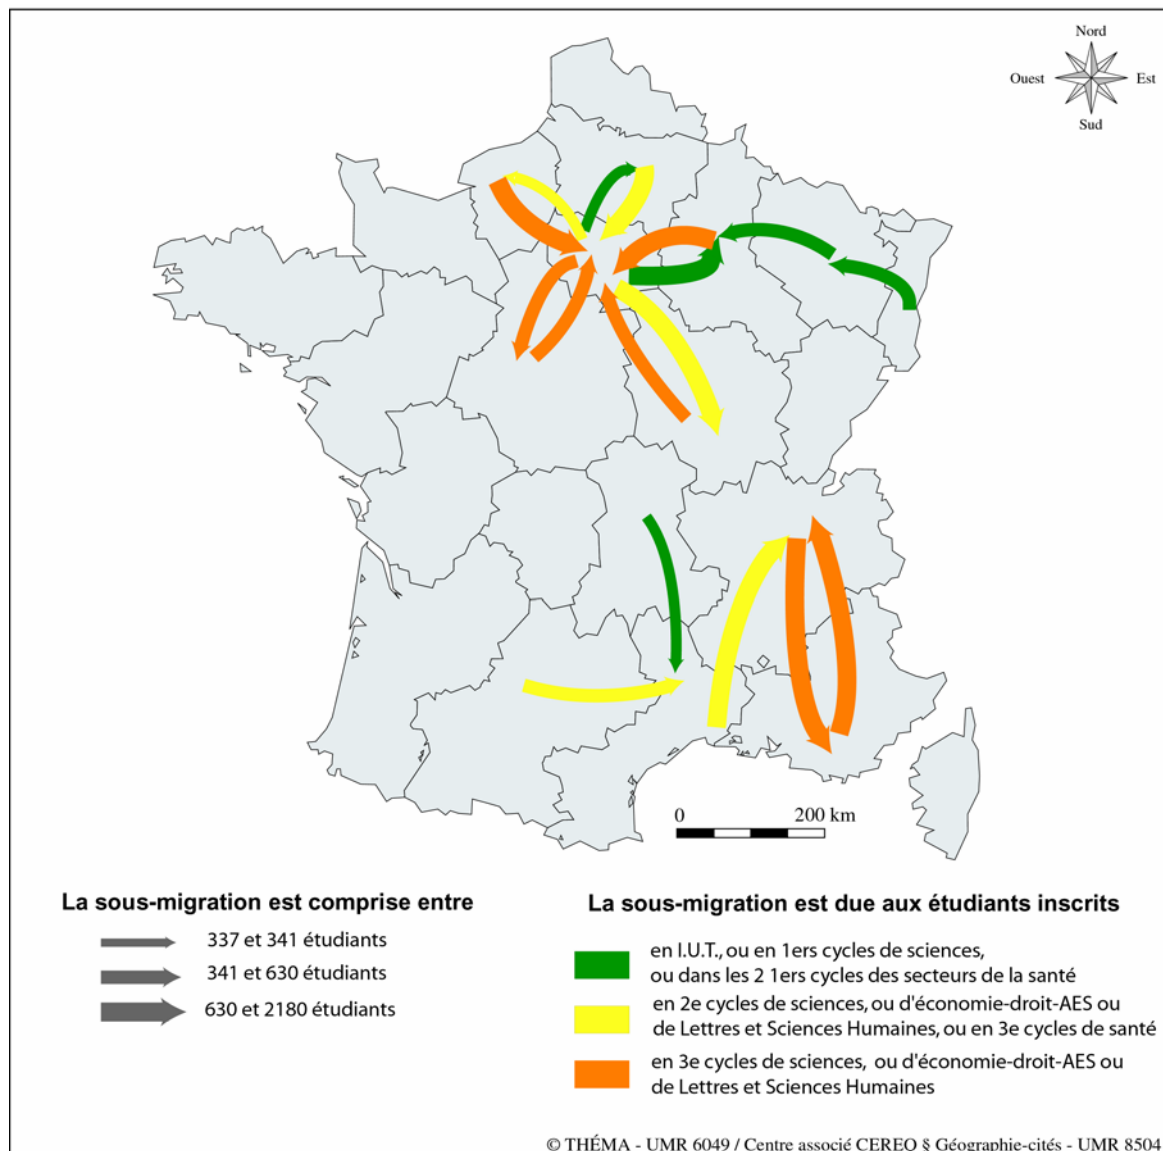 Nord
Ouest
Est
Sud
0
200 km
La sous-migration est comprise entre
337 et 341 étudiants
341 et 630 étudiants
630 et 2180 étudiants
La sous-migration est due aux étudiants inscrits
en I.U.T., ou en 1ers cycles de sciences,
ou dans les 2 1ers cycles des secteurs de la santé
en 2e cycles de sciences, ou d'économie-droit-AES ou
de Lettres et Sciences Humaines, ou en 3e cycles de santé
en 3e cycles de sciences, ou d'économie-droit-AES ou
de Lettres et Sciences Humaines
© THÉMA - UMR 6049 / Centre associé CEREQ § Géographie-cités - UMR 8504